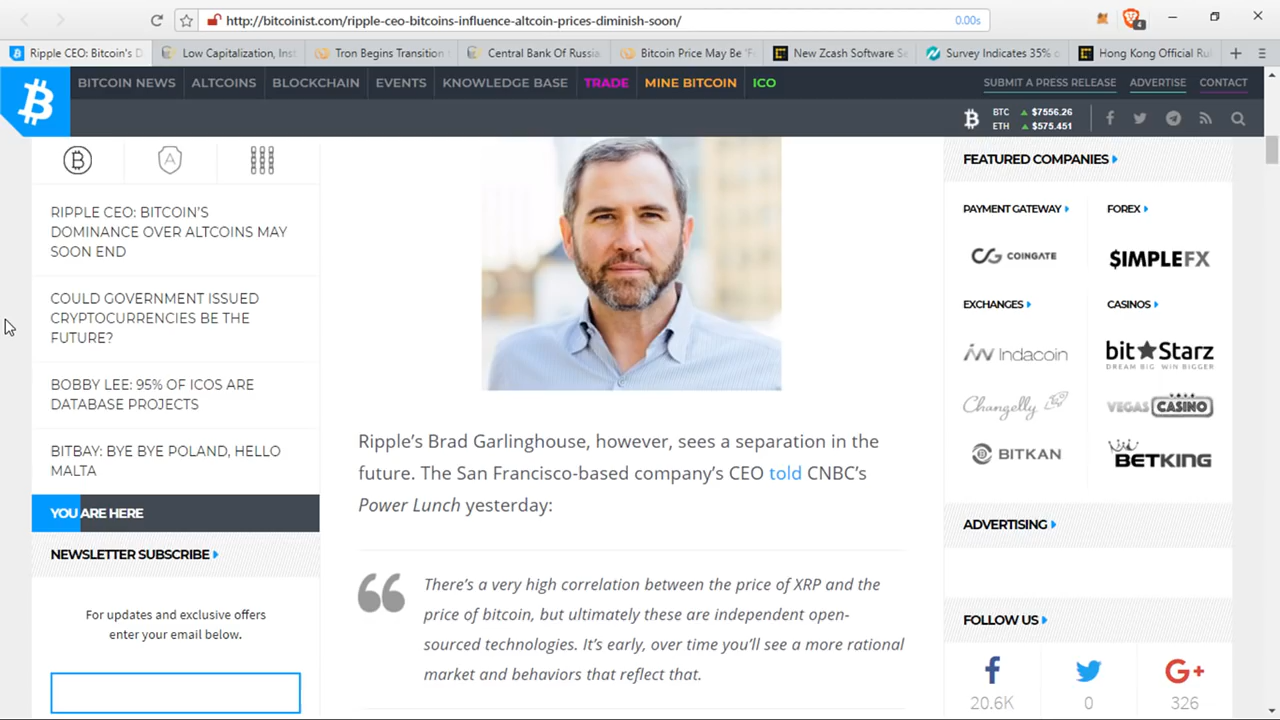 http://bitcoinist.com/ripple-ceo-bitcoins-influence-altcoin-prices-diminish-soon/
0.00s
4
Ripple CEO: Bitcoin's D
Low Capitalization, Inst
Tron Begins Transition
Central Bank Of Russia
Bitcoin Price May Be 'F
New Zcash Software Se
Survey Indicates 35% o
Hong Kong Official Ru
BITCOIN NEWS
ALTCOINS
BLOCKCHAIN
EVENTS
KNOWLEDGE BASE
TRADE
MINE BITCOIN
ICO
SUBMIT A PRESS RELEASE
ADVERTISE
CONTACT
BTC $7556.26
ETH $575.451
RIPPLE CEO: BITCOIN'S
DOMINANCE OVER ALTCOINS MAY
SOON END
COULD GOVERNMENT ISSUED
CRYPTOCURRENCIES BE THE
FUTURE?
BOBBY LEE: 95% OF ICOS ARE
DATABASE PROJECTS
BITBAY: BYE BYE POLAND, HELLO
MALTA
YOU ARE HERE
NEWSLETTER SUBSCRIBE
For updates and exclusive offers
enter your email below.
Ripple's Brad Garlinghouse, however, sees a separation in the
future. The San Francisco-based company's CEO told CNBC's
Power Lunch yesterday:
There's a very high correlation between the price of XRP and the
price of bitcoin, but ultimately these are independent open-
sourced technologies. It's early, over time you'll see a more rational
market and behaviors that reflect that.
FEATURED COMPANIES
PAYMENT GATEWAY
FOREX
COINGATE
$IMPLEFX
EXCHANGES
CASINOS
Indacoin
bitStarz
DREAM BIG. WIN BIGGER
Changelly
VEGAS CASINO
BITKAN
BETKING
ADVERTISING
FOLLOW US
20.6K
0
326